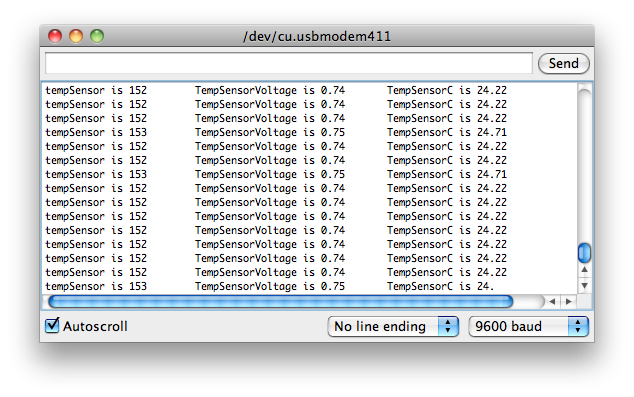 /dev/cu.usbmodem411
Send
tempSensor is 152 TempSensorVoltage is 0.74 TempSensorC is 24.22
tempSensor is 152 TempSensorVoltage is 0.74 TempSensorC is 24.22
tempSensor is 152 TempSensorVoltage is 0.74 TempSensorC is 24.22
tempSensor is 153 TempSensorVoltage is 0.75 TempSensorC is 24.71
tempSensor is 152 TempSensorVoltage is 0.74 TempSensorC is 24.22
tempSensor is 152 TempSensorVoltage is 0.74 TempSensorC is 24.22
tempSensor is 153 TempSensorVoltage is 0.75 TempSensorC is 24.71
tempSensor is 152 TempSensorVoltage is 0.74 TempSensorC is 24.22
tempSensor is 152 TempSensorVoltage is 0.74 TempSensorC is 24.22
tempSensor is 152 TempSensorVoltage is 0.74 TempSensorC is 24.22
tempSensor is 152 TempSensorVoltage is 0.74 TempSensorC is 24.22
tempSensor is 152 TempSensorVoltage is 0.74 TempSensorC is 24.22
tempSensor is 152 TempSensorVoltage is 0.74 TempSensorC is 24.22
tempSensor is 152 TempSensorVoltage is 0.74 TempSensorC is 24.22
tempSensor is 153 TempSensorVoltage is 0.75 TempSensorC is 24.
Autoscroll No line ending 9600 baud